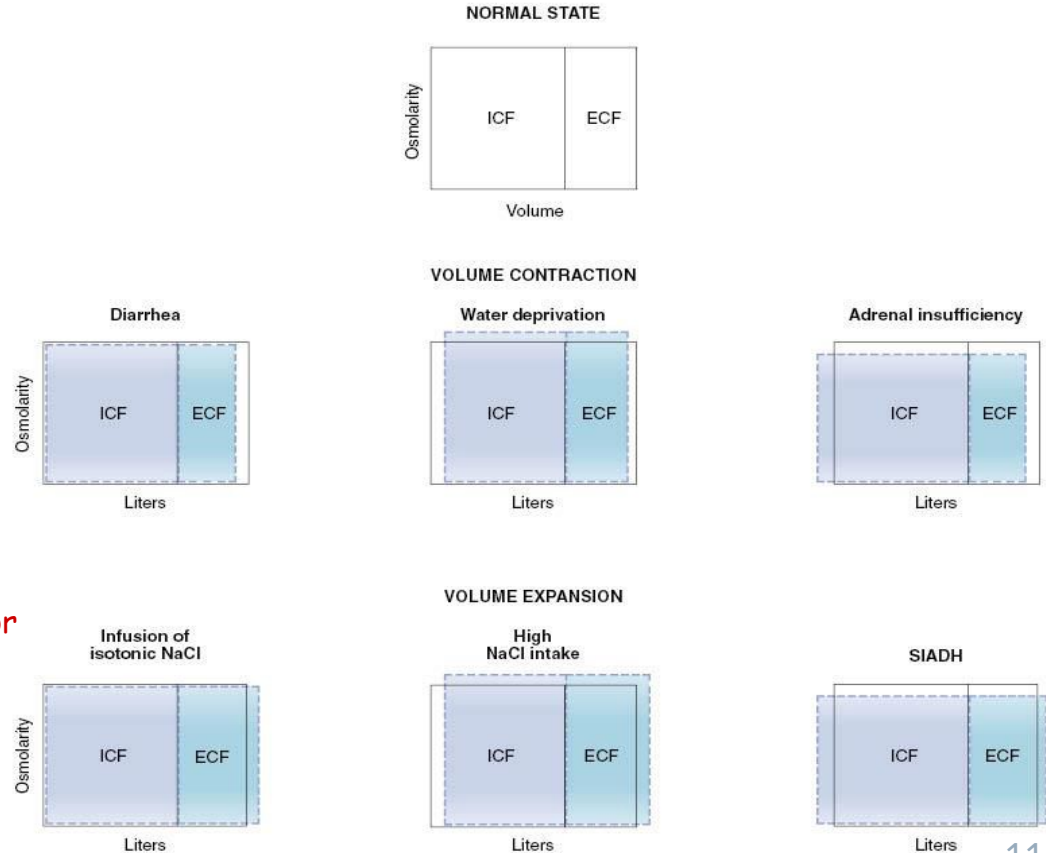 NORMAL STATE
Osmolarity
ICF
ECF
Volume
VOLUME CONTRACTION
Diarrhea
Osmolarity
ICF
ECF
Liters
Water deprivation
ICF
ECF
Liters
Adrenal insufficiency
ICF
ECF
Liters
VOLUME EXPANSION
Infusion of
isotonic NaCl
Osmolarity
ICF
ECF
Liters
High
NaCl intake
ICF
ECF
Liters
SIADH
ICF
ECF
Liters
11